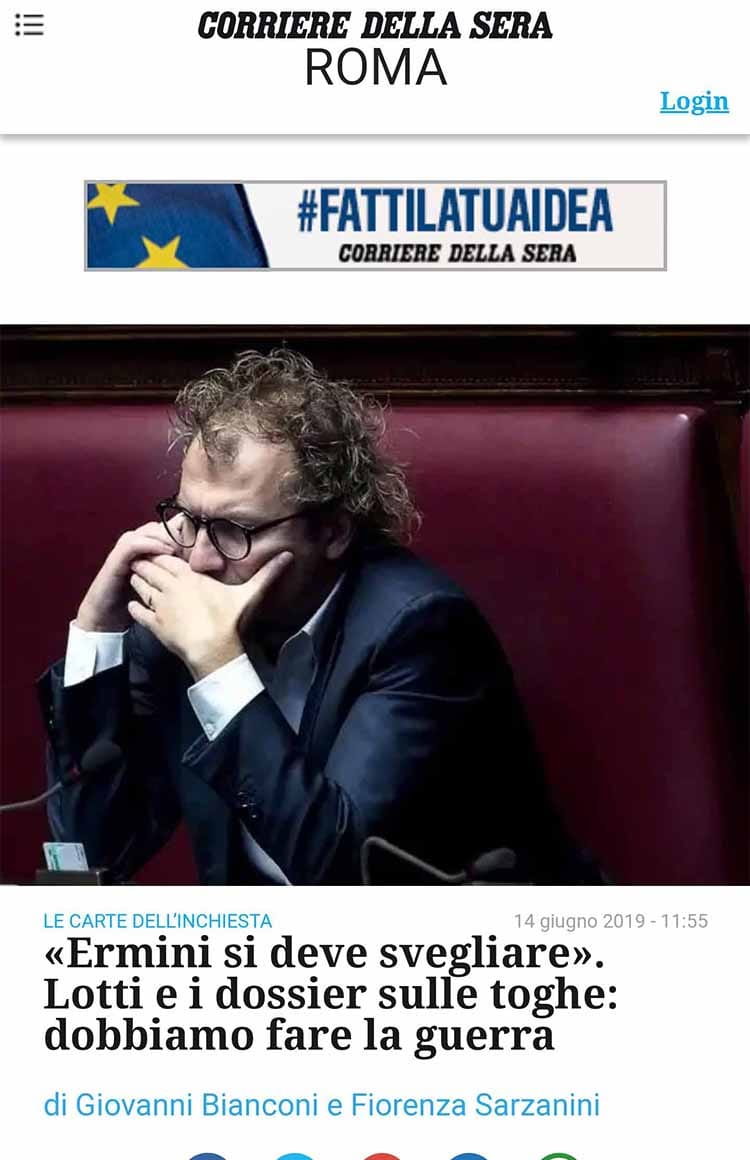 CORRIERE DELLA SERA
ROMA
Login
#FATTILATUAIDEA
CORRIERE DELLA SERA
LE CARTE DELL'INCHIESTA
14 giugno 2019 - 11:55
«Ermini si deve svegliare».
Lotti e i dossier sulle toghe:
dobbiamo fare la guerra
di Giovanni Bianconi e Fiorenza Sarzanini